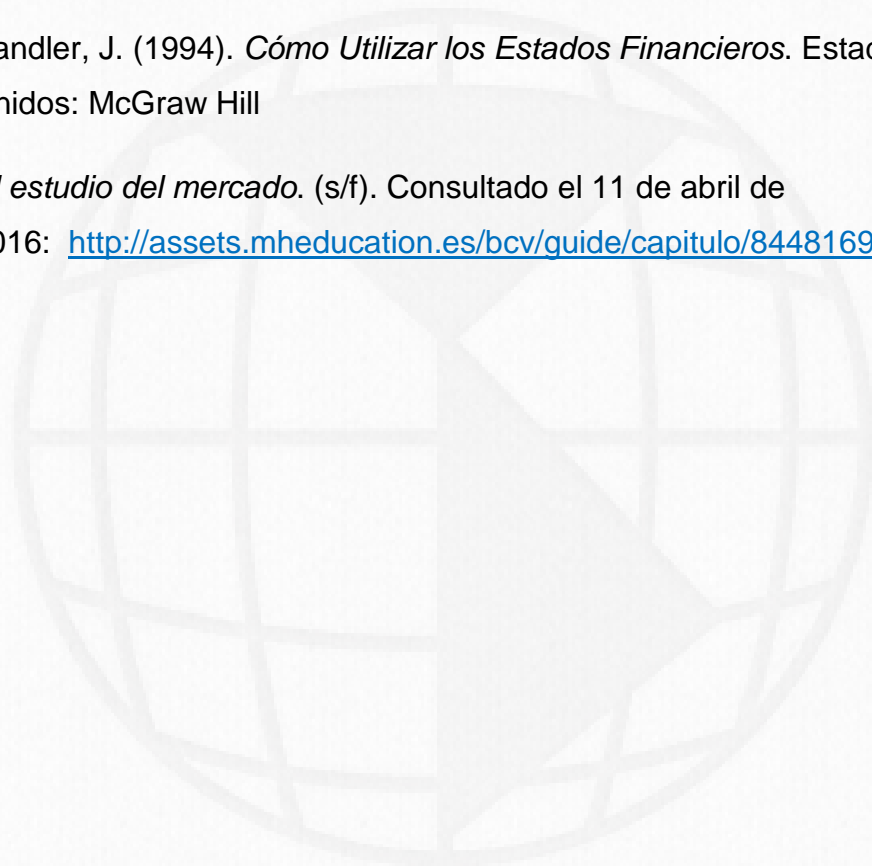 andler, J. (1994). Cómo Utilizar los Estados Financieros. Estad
nidos: McGraw Hill
l estudio del mercado. (s/f). Consultado el 11 de abril de
016: http://assets.mheducation.es/bcv/guide/capitulo/8448169